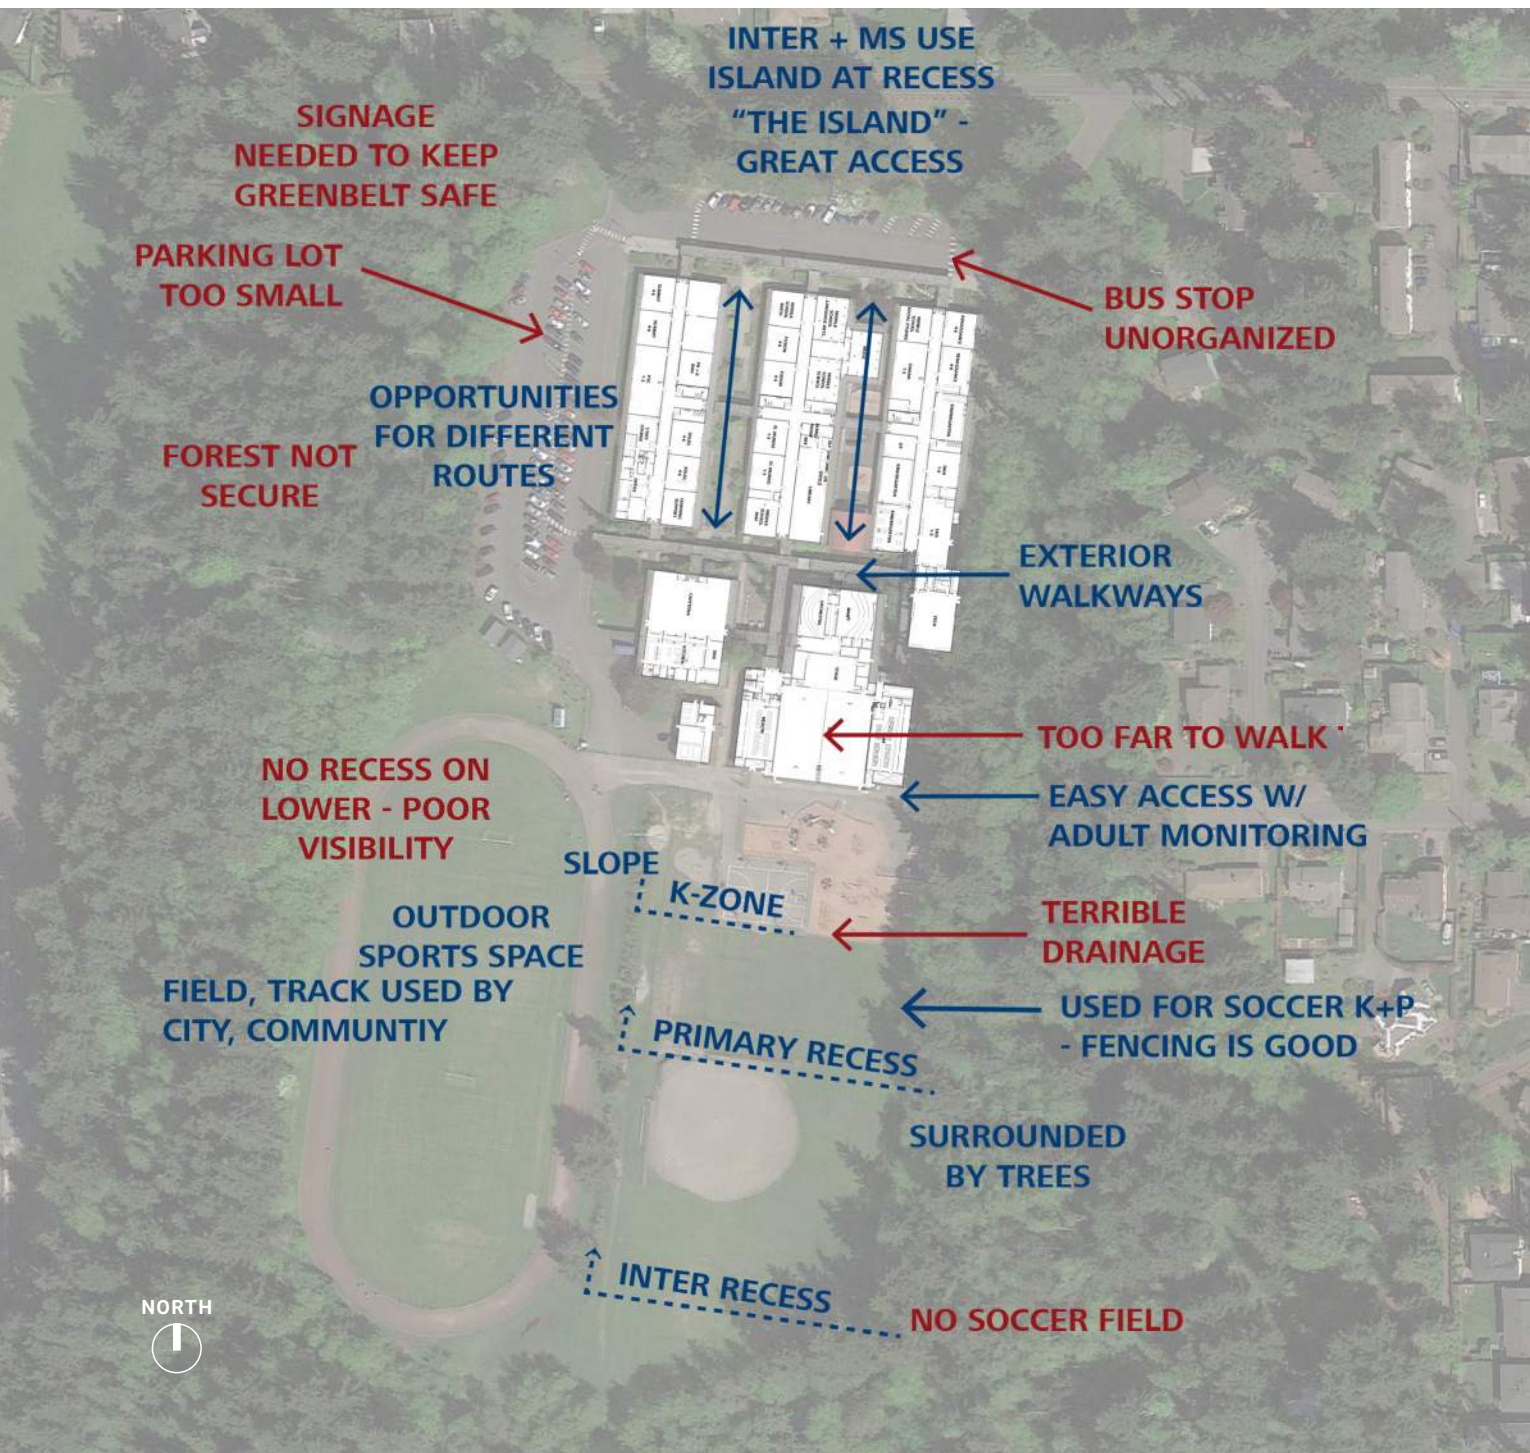 INTER + MS USE
ISLAND AT RECESS
“THE ISLAND” -
GREAT ACCESS
SIGNAGE
NEEDED TO KEEP
GREENBELT SAFE
PARKING LOT
TOO SMALL
BUS STOP
UNORGANIZED
OPPORTUNITIES
FOR DIFFERENT
ROUTES
FOREST NOT
SECURE
EXTERIOR
WALKWAYS
TOO FAR TO WALK
EASY ACCESS W/
ADULT MONITORING
NO RECESS ON
LOWER - POOR
VISIBILITY
SLOPE
K-ZONE
OUTDOOR
SPORTS SPACE
TERRIBLE
DRAINAGE
FIELD, TRACK USED BY
CITY, COMMUNTIY
USED FOR SOCCER K+P
- FENCING IS GOOD
PRIMARY RECESS
SURROUNDED
BY TREES
INTER RECESS
NO SOCCER FIELD
NORTH